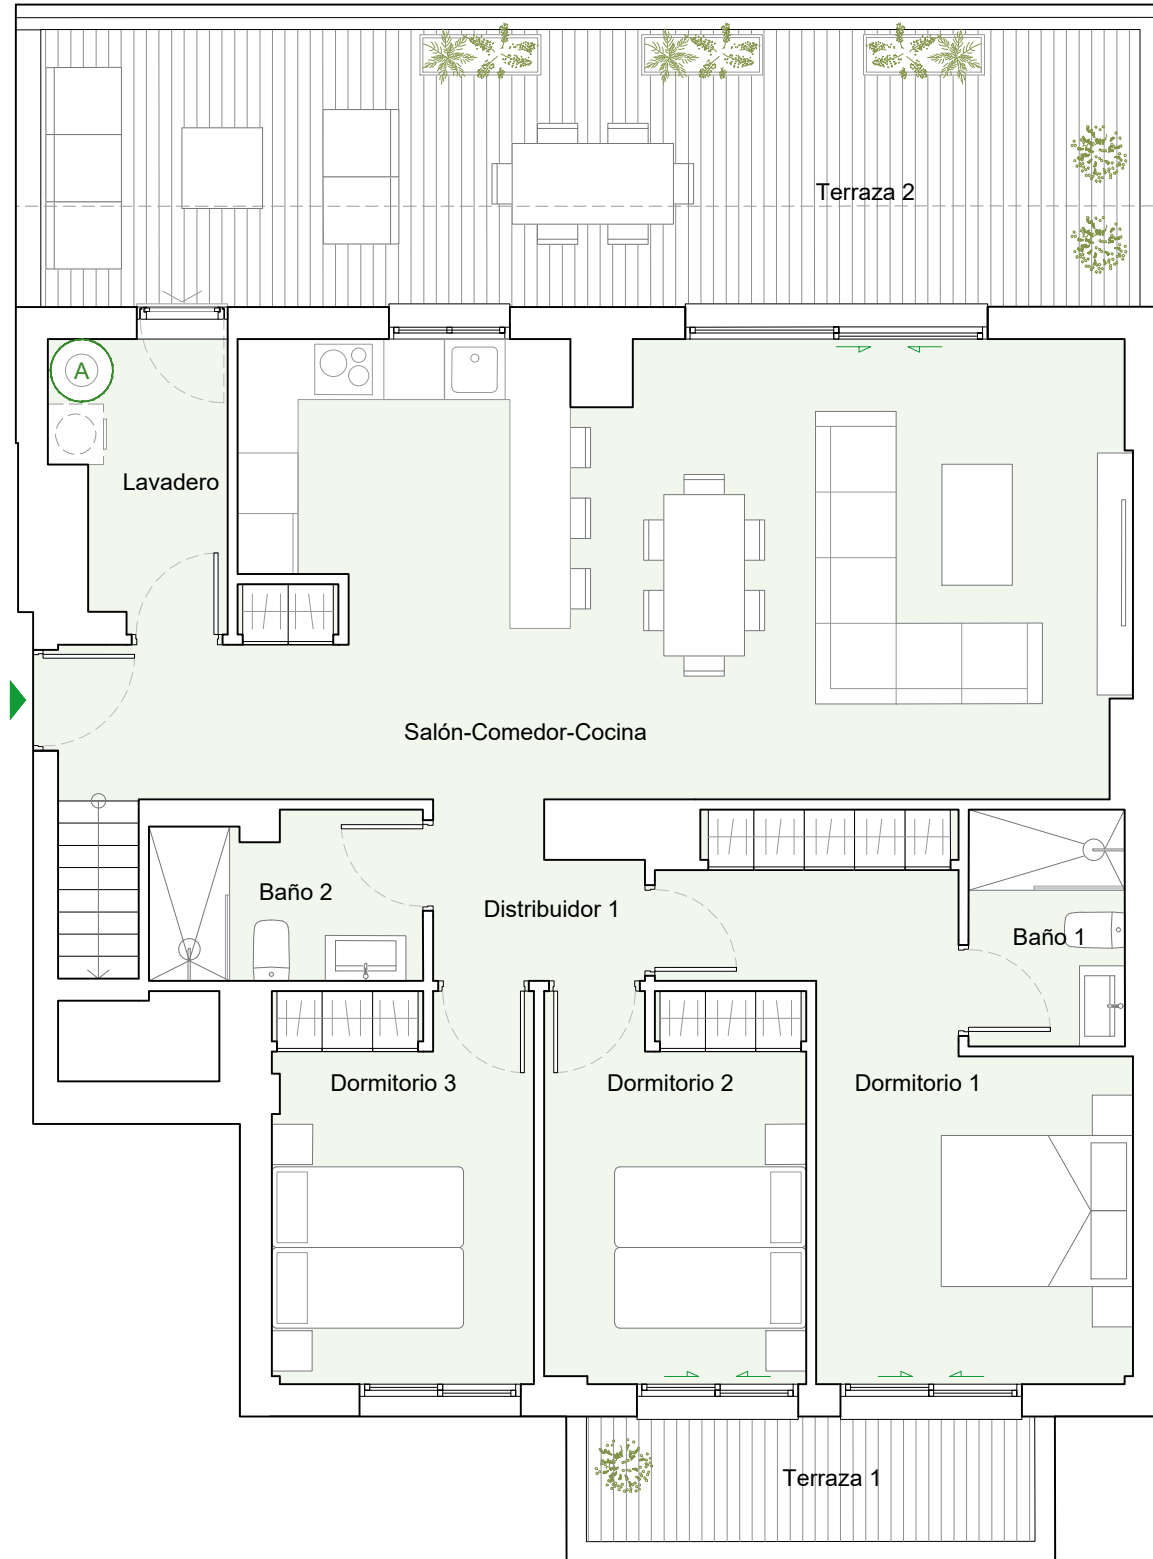 Terraza 2
A
Lavadero
Salón-Comedor-Cocina
Baño 2
Distribuidor 1
Baño 1
Dormitorio 3
Dormitorio 2
Dormitorio 1
Terraza 1